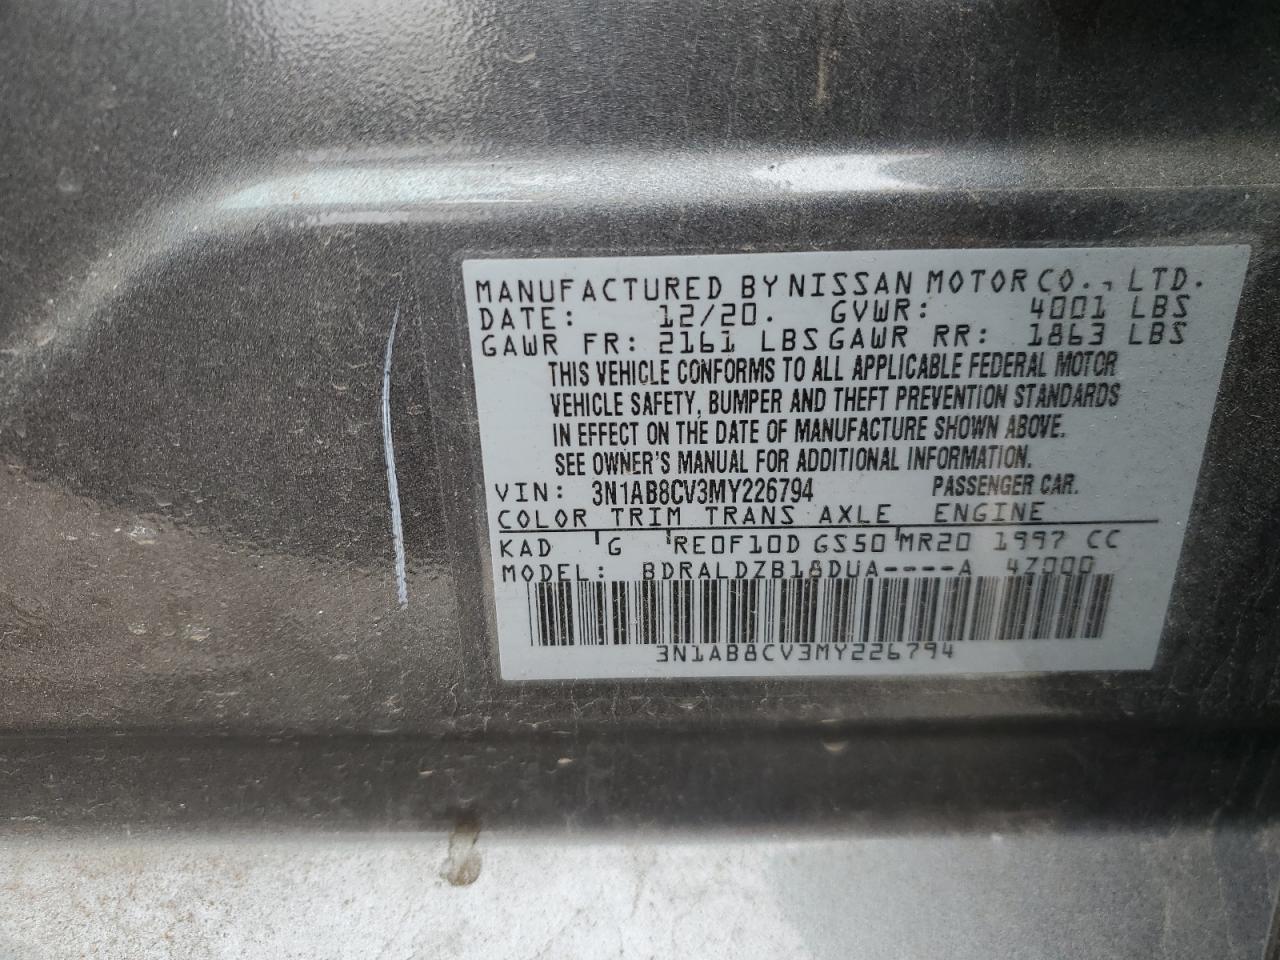 MANUFACTURED BY NISSAN MOTOR CO., LTD.
DATE: 12/20. GVWR: 4001 LBS
GAWR FR: 2161 LBS GAWR RR: 1863 LBS
THIS VEHICLE CONFORMS TO ALL APPLICABLE FEDERAL MOTOR
VEHICLE SAFETY, BUMPER AND THEFT PREVENTION STANDARDS
IN EFFECT ON THE DATE OF MANUFACTURE SHOWN ABOVE.
SEE OWNER'S MANUAL FOR ADDITIONAL INFORMATION.
VIN: 3N1AB8CV3MY226794 PASSENGER CAR.
COLOR TRIM TRANS AXLE ENGINE
KAD G RE0F10D GS50 MR20 1997 CC
MODEL: BDRALDZB18DUA----A 4Z000
3N1AB8CV3MY226794